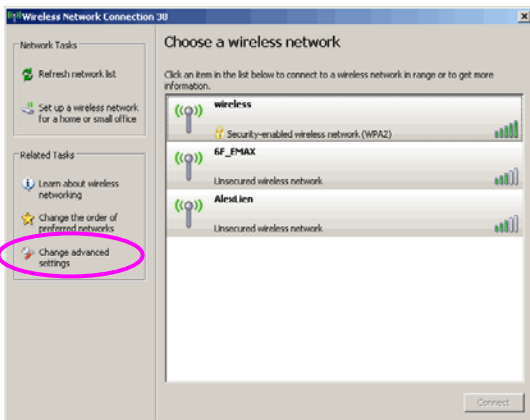 Wireless Network Connection 38
Network Tasks
Refresh network list
Set up a wireless network
for a home or small office
Related Tasks
Learn about wireless
networking
Change the order of
preferred networks
Change advanced
settings
Choose a wireless network
Click an item in the list below to connect to a wireless network in range or to get more
information.
wireless
Security-enabled wireless network (WPA2)
6F_EMAX
Unsecured wireless network
AlexLien
Unsecured wireless network
Connect